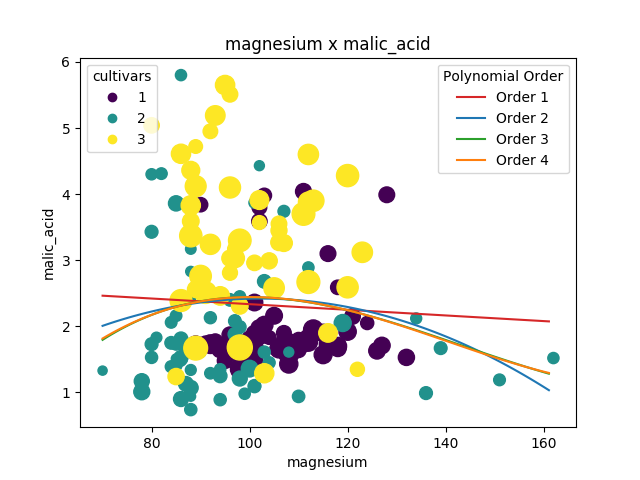 magnesium x malic_acid
cultivars
1
2
3
Polynomial Order
Order 1
Order 2
Order 3
Order 4
malic_acid
6
5
4
3
2
1
80 100 120 140 160
magnesium